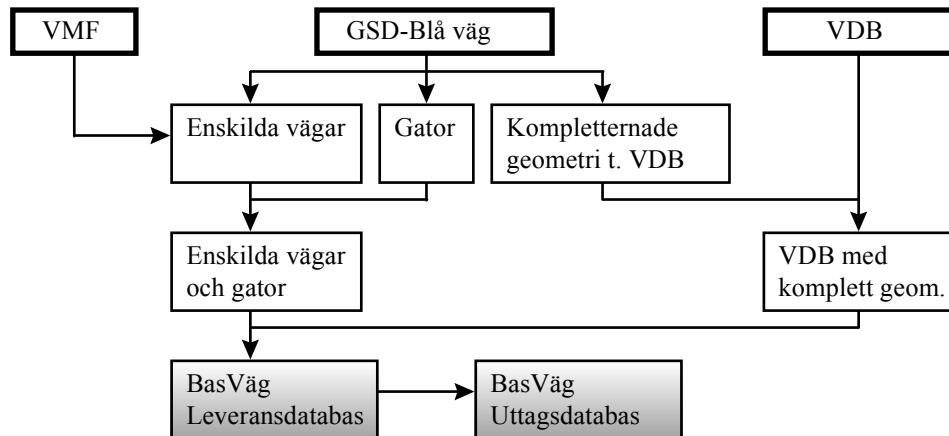 VMF
GSD-Blå väg
VDB
Enskilda vägar
Gator
Kompletternade
geometri t. VDB
Enskilda vägar
och gator
VDB med
komplett geom.
BasVäg
Leveransdatabas
BasVäg
Uttagsdatabas